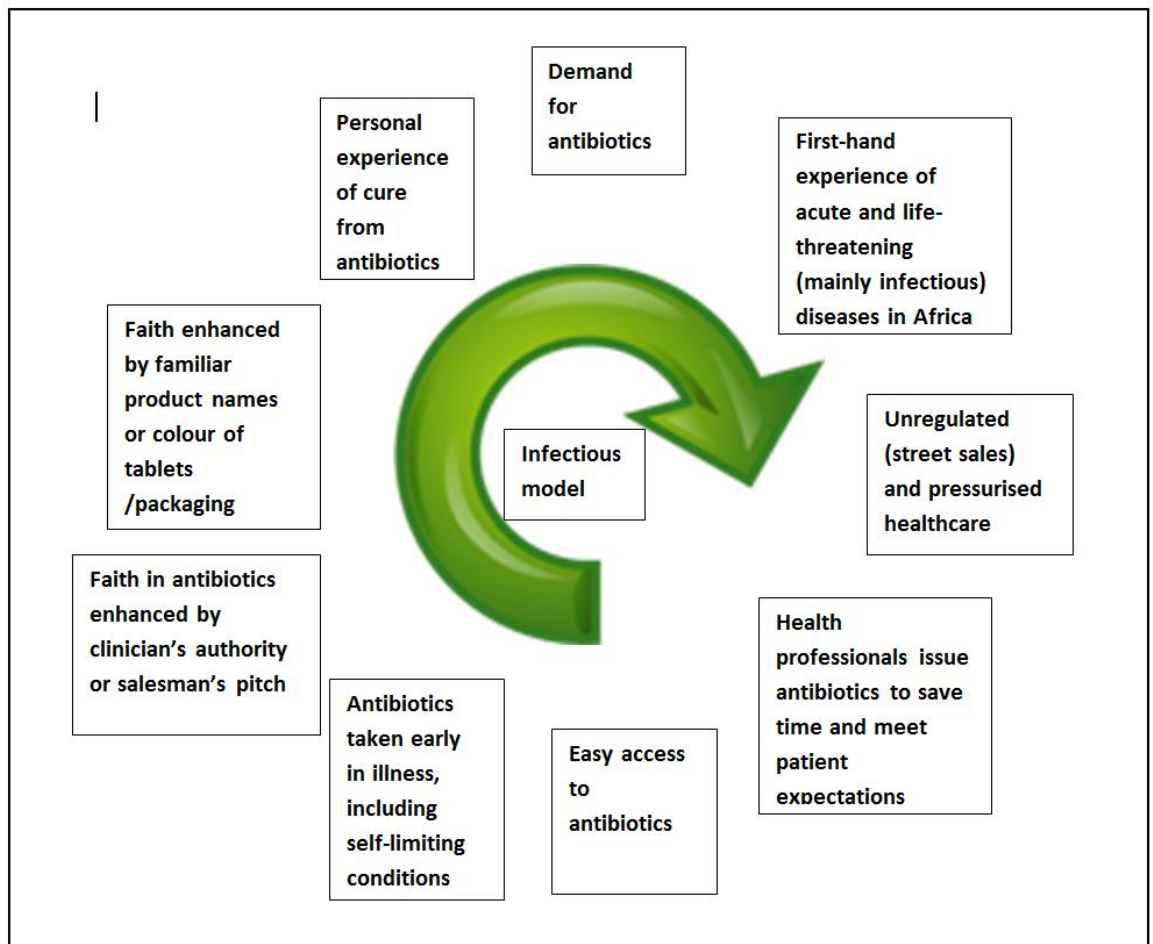 Demand
for
antibiotics
First-hand
experience of
acute and life-
threatening
(mainly infectious)
diseases in Africa
Unregulated
(street sales)
and pressurised
healthcare
Health
professionals issue
antibiotics to save
time and meet
patient
expectations
Easy access
to
antibiotics
Antibiotics
taken early
in illness,
including
self-limiting
conditions
Faith in antibiotics
enhanced by
clinician’s authority
or salesman’s pitch
Faith enhanced
by familiar
product names
or colour of
tablets
/packaging
Personal
experience
of cure
from
antibiotics
Infectious
model